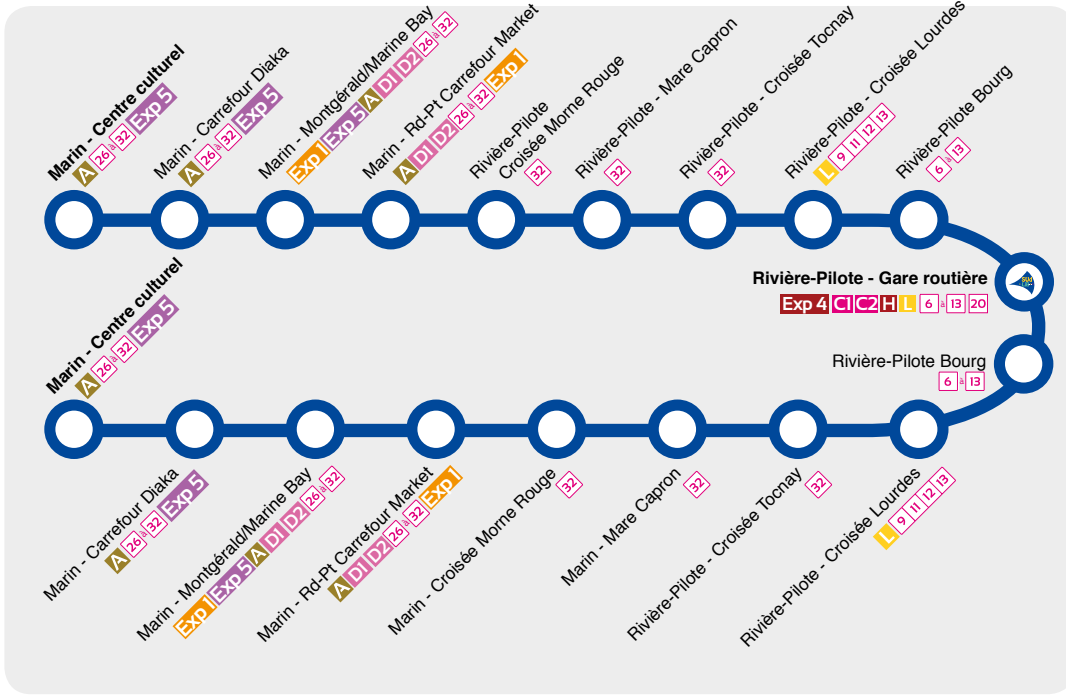 Marin - Centre culturel
A 26 à 32 Exp 5
Marin - Carrefour Diaka
A 26 à 32 Exp 5
Marin - Montgérald/Marine Bay
Exp 1 Exp 5 A D1 D2 26 à 32
Marin - Rd-Pt Carrefour Market
A D1 D2 26 à 32 Exp 1
Rivière-Pilote
Croisée Morne Rouge
32
Rivière-Pilote - Mare Capron
32
Rivière-Pilote - Croisée Tocnay
32
Rivière-Pilote - Croisée Lourdes
L 9 11 12 13
Rivière-Pilote Bourg
6 à 13
Rivière-Pilote - Gare routière
Exp 4 C1 C2 H L 6 à 13 20
Rivière-Pilote Bourg
6 à 13
Marin - Centre culturel
A 26 à 32 Exp 5
Marin - Carrefour Diaka
A 26 à 32 Exp 5
Marin - Montgérald/Marine Bay
Exp 1 Exp 5 A D1 D2 26 à 32
Marin - Rd-Pt Carrefour Market
A D1 D2 26 à 32 Exp 1
Marin - Croisée Morne Rouge
32
Marin - Mare Capron
32
Rivière-Pilote - Croisée Tocnay
32
Rivière-Pilote - Croisée Lourdes
L 9 11 12 13